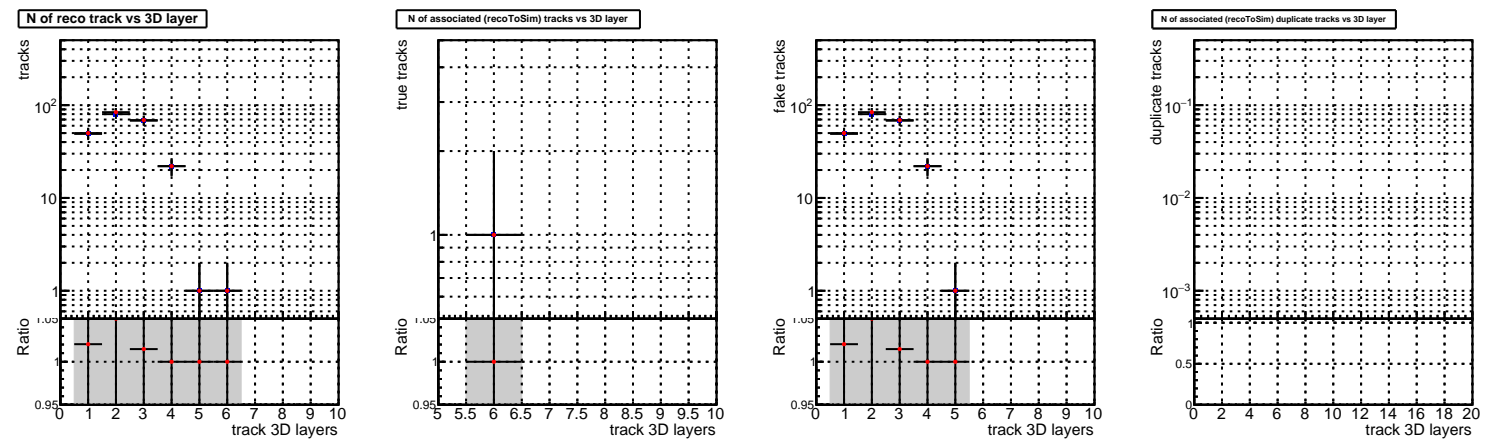 N of reco track vs 3D layer
tracks
10²
10
1
Ratio
1.05
1
0.95
0 1 2 3 4 5 6 7 8 9 10
track 3D layers
N of associated (recoToSim) tracks vs 3D layer
true tracks
1
Ratio
1.05
1
0.95
5 5.5 6 6.5 7 7.5 8 8.5 9 9.5 10
track 3D layers
fake tracks
10²
10
1
Ratio
1.05
1
0.95
0 1 2 3 4 5 6 7 8 9 10
track 3D layers
N of associated (recoToSim) duplicate tracks vs 3D layer
duplicate tracks
10⁻¹
10⁻²
10⁻³
Ratio
1
0.5
0
0 2 4 6 8 10 12 14 16 18 20
track 3D layers